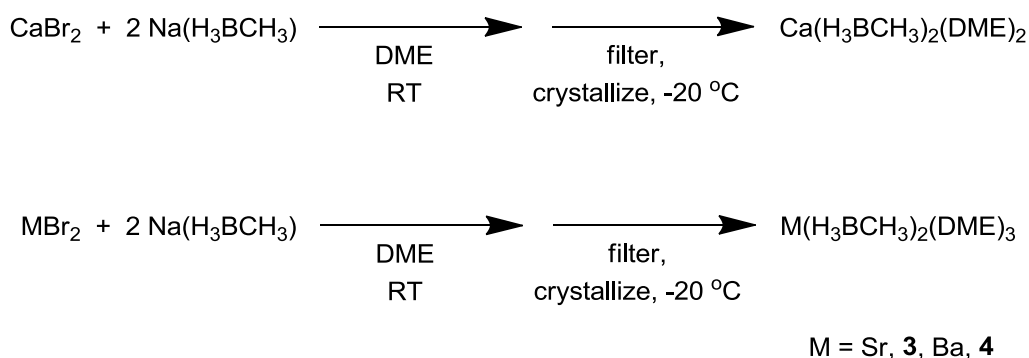 CaBr₂ + 2 Na(H₃BCH₃) Ca(H₃BCH₃)₂(DME)₂
DME filter,
RT crystallize, -20 °C
MBr₂ + 2 Na(H₃BCH₃) M(H₃BCH₃)₂(DME)₃
DME filter,
RT crystallize, -20 °C
M = Sr, 3, Ba, 4